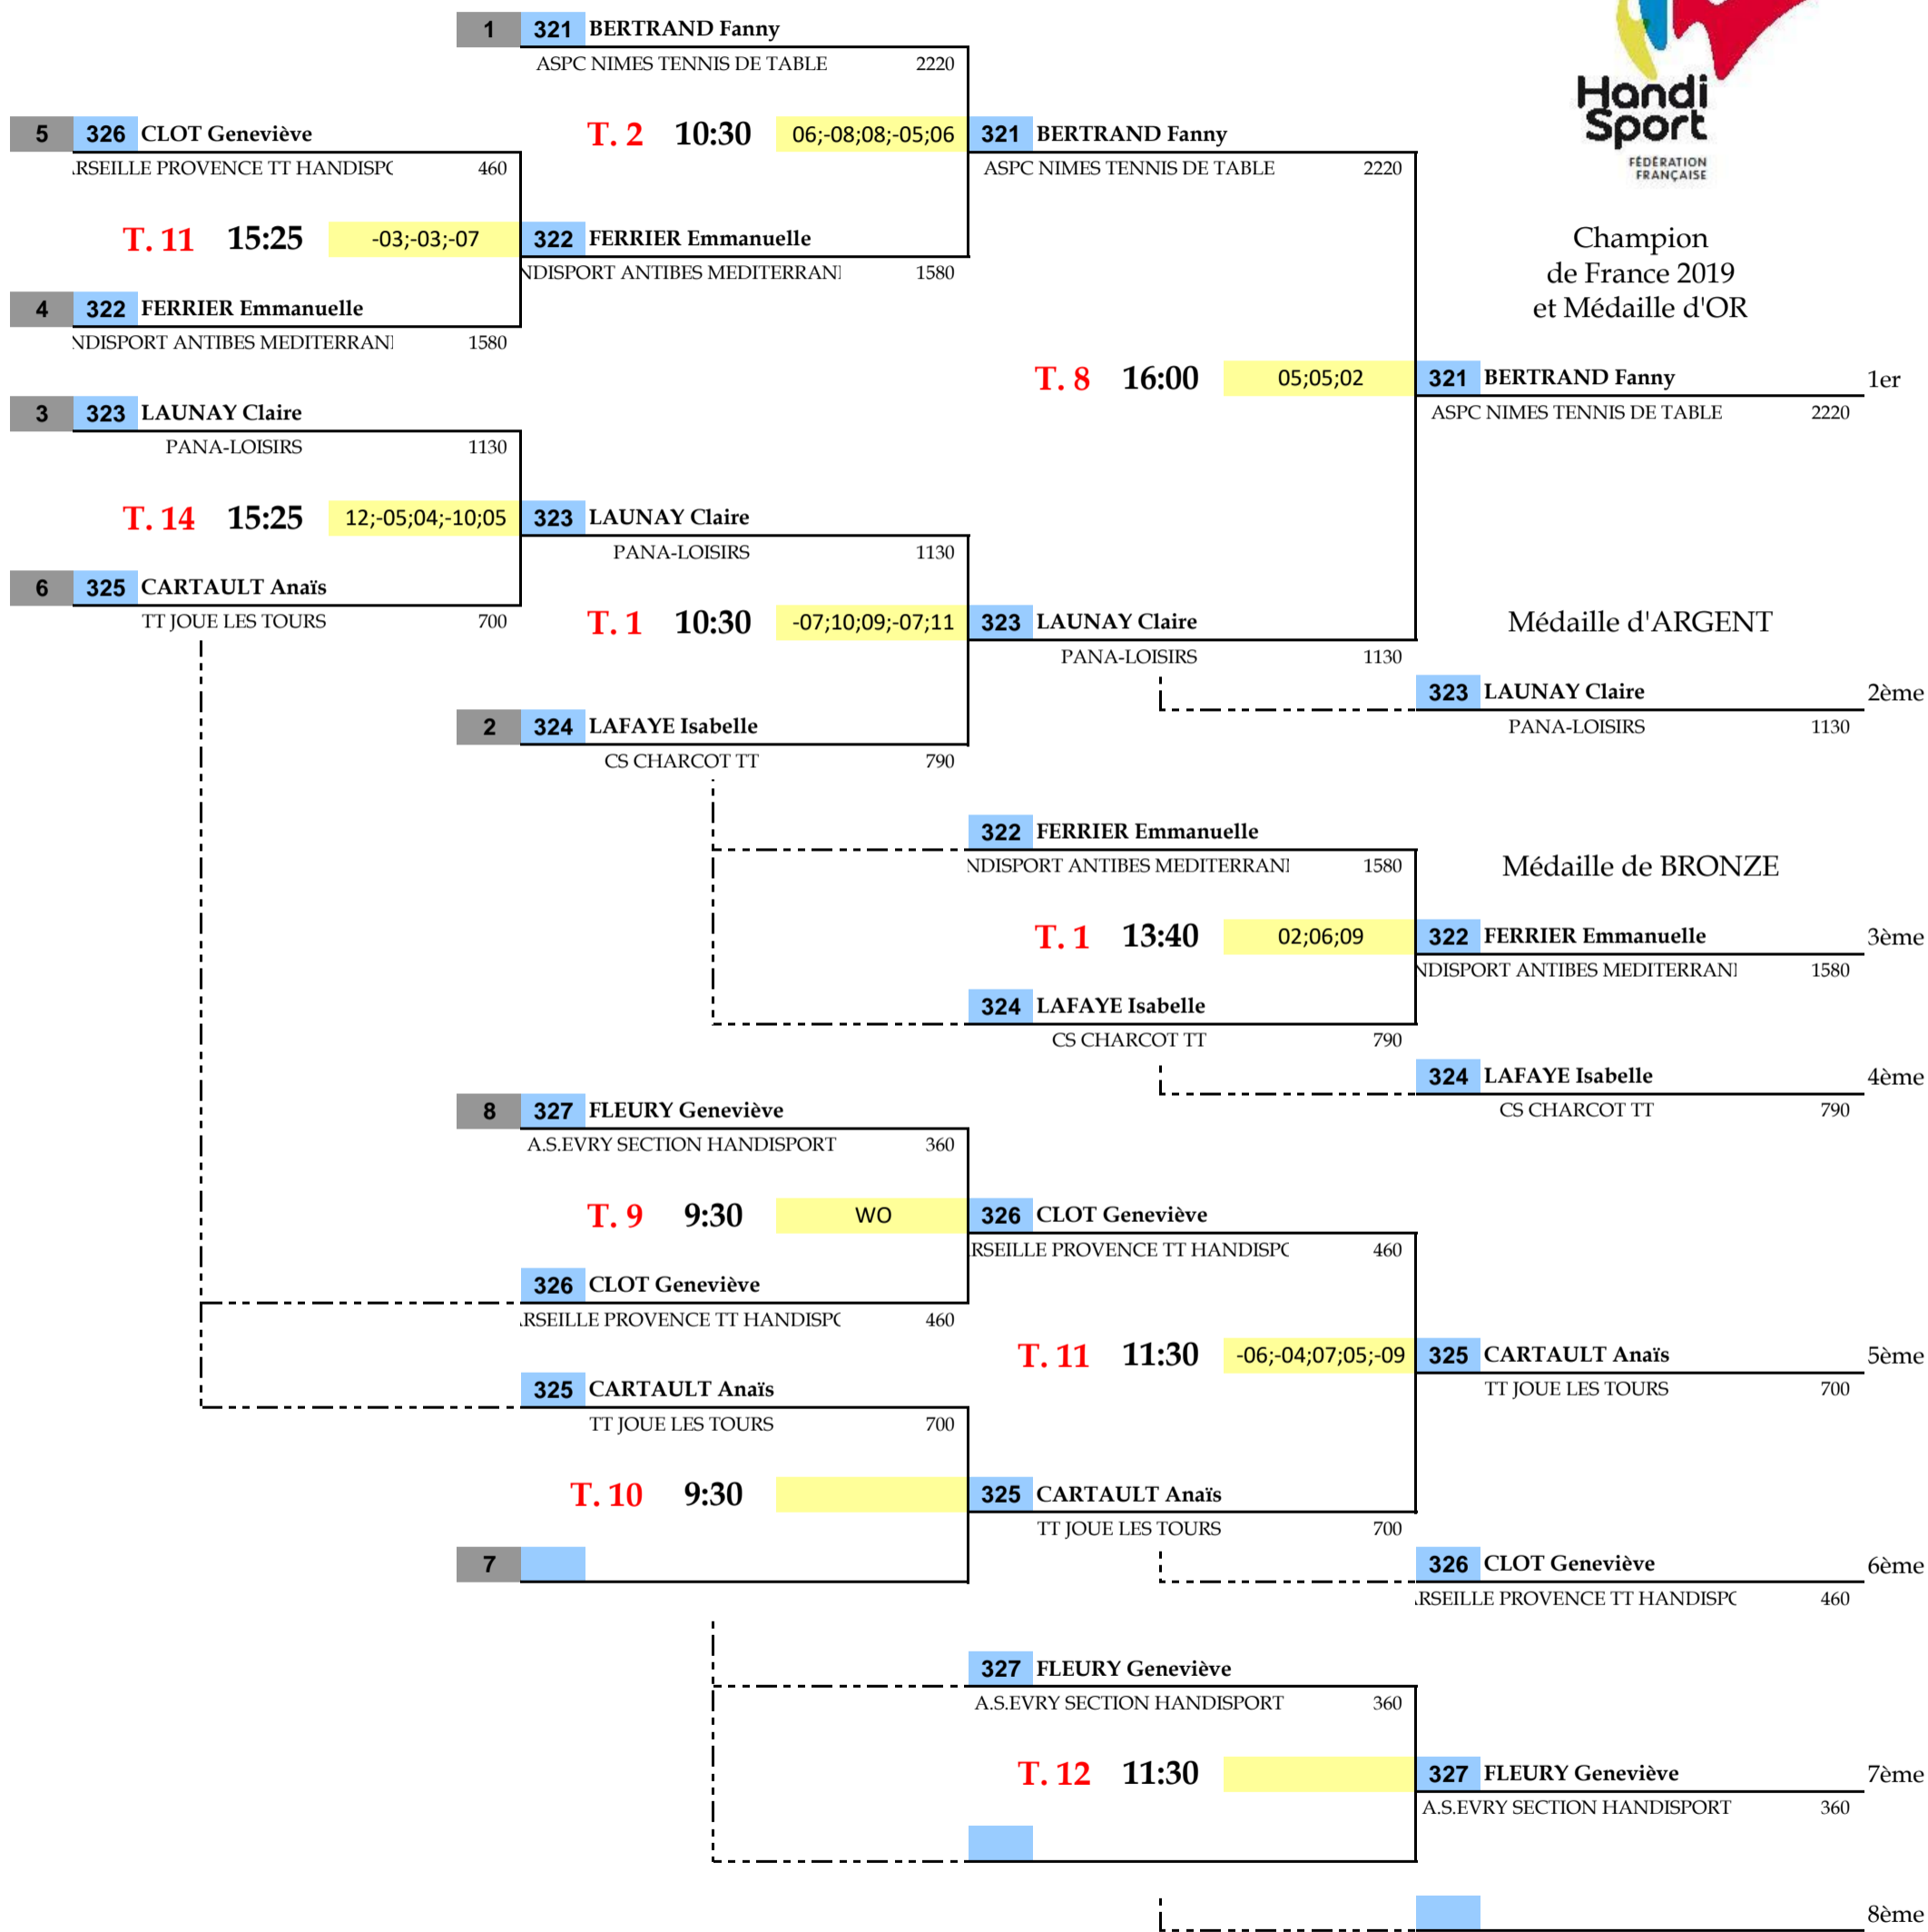 1 321 BERTRAND Fanny
ASPC NIMES TENNIS DE TABLE 2220
Handi
Sport
FÉDÉRATION
FRANÇAISE
5 326 CLOT Geneviève
T. 2 10:30 06;-08;08;-05;06
321 BERTRAND Fanny
.RSEILLE PROVENCE TT HANDISPC 460
ASPC NIMES TENNIS DE TABLE 2220
T. 11 15:25 -03;-03;-07
322 FERRIER Emmanuelle
NDISPORT ANTIBES MEDITERRANI 1580
Champion
de France 2019
et Médaille d'OR
4 322 FERRIER Emmanuelle
NDISPORT ANTIBES MEDITERRANI 1580
T. 8 16:00 05;05;02
321 BERTRAND Fanny 1er
ASPC NIMES TENNIS DE TABLE 2220
3 323 LAUNAY Claire
PANA-LOISIRS 1130
T. 14 15:25 12;-05;04;-10;05
323 LAUNAY Claire
PANA-LOISIRS 1130
6 325 CARTAULT Anaïs
TT JOUE LES TOURS 700
T. 1 10:30 -07;10;09;-07;11
323 LAUNAY Claire
PANA-LOISIRS 1130
Médaille d'ARGENT
323 LAUNAY Claire 2ème
PANA-LOISIRS 1130
2 324 LAFAYE Isabelle
CS CHARCOT TT 790
322 FERRIER Emmanuelle
NDISPORT ANTIBES MEDITERRANI 1580
Médaille de BRONZE
T. 1 13:40 02;06;09
322 FERRIER Emmanuelle 3ème
NDISPORT ANTIBES MEDITERRANI 1580
324 LAFAYE Isabelle
CS CHARCOT TT 790
324 LAFAYE Isabelle 4ème
CS CHARCOT TT 790
8 327 FLEURY Geneviève
A.S.EVRY SECTION HANDISPORT 360
T. 9 9:30 WO
326 CLOT Geneviève
RSEILLE PROVENCE TT HANDISPC 460
326 CLOT Geneviève
.RSEILLE PROVENCE TT HANDISPC 460
T. 11 11:30 -06;-04;07;05;-09
325 CARTAULT Anaïs 5ème
TT JOUE LES TOURS 700
325 CARTAULT Anaïs
TT JOUE LES TOURS 700
T. 10 9:30
325 CARTAULT Anaïs
TT JOUE LES TOURS 700
7
326 CLOT Geneviève 6ème
.RSEILLE PROVENCE TT HANDISPC 460
327 FLEURY Geneviève
A.S.EVRY SECTION HANDISPORT 360
T. 12 11:30
327 FLEURY Geneviève 7ème
A.S.EVRY SECTION HANDISPORT 360
8ème